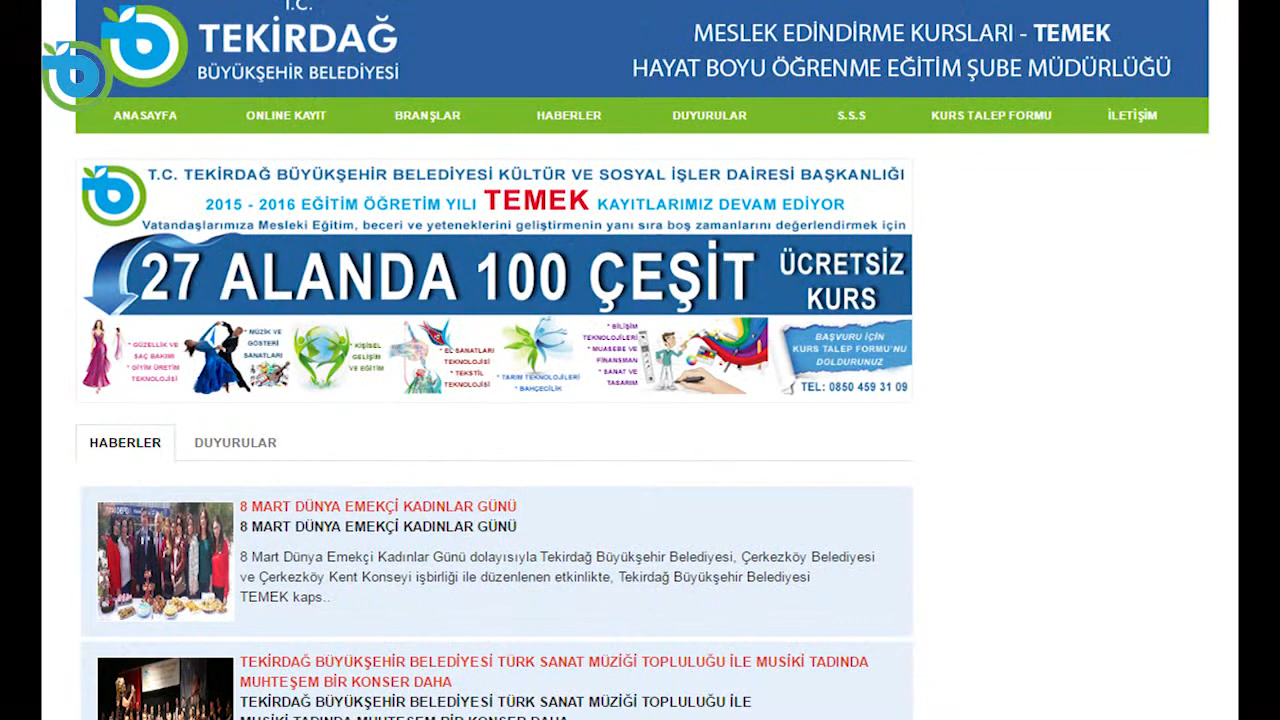 T.C.
TEKİRDAĞ
BÜYÜKŞEHİR BELEDİYESİ
MESLEK EDİNDİRME KURSLARI - TEMEK
HAYAT BOYU ÖĞRENME EĞİTİM ŞUBE MÜDÜRLÜĞÜ
ANASAYFA
ONLINE KAYIT
BRANŞLAR
HABERLER
DUYURULAR
S.S.S
KURS TALEP FORMU
İLETİŞİM
T.C. TEKİRDAĞ BÜYÜKŞEHİR BELEDİYESİ KÜLTÜR VE SOSYAL İŞLER DAİRESİ BAŞKANLIĞI
2015 - 2016 EĞİTİM ÖĞRETİM YILI TEMEK KAYITLARIMIZ DEVAM EDİYOR
Vatandaşlarımıza Mesleki Eğitim, beceri ve yeteneklerini geliştirmenin yanı sıra boş zamanlarını değerlendirmek için
27 ALANDA 100 ÇEŞİT
ÜCRETSİZ
KURS
* GÜZELLİK VE
SAÇ BAKIMI
* GİYİM ÜRETİM
TEKNOLOJİSİ
* MÜZİK VE
GÖSTERİ
SANATLARI
* KİŞİSEL
GELİŞİM
VE EĞİTİM
* EL SANATLARI
TEKNOLOJİSİ
* TEKSTİL
TEKNOLOJİSİ
* TARIM TEKNOLOJİLERİ
* BAHÇECİLİK
* BİLİŞİM
TEKNOLOJİLERİ
* MUASEBE VE
FİNANSMAN
* SANAT VE
TASARIM
BAŞVURU İÇİN
KURS TALEP FORMU'NU
DOLDURUNUZ
TEL: 0850 459 31 09
HABERLER
DUYURULAR
8 MART DÜNYA EMEKÇİ KADINLAR GÜNÜ
8 MART DÜNYA EMEKÇİ KADINLAR GÜNÜ
8 Mart Dünya Emekçi Kadınlar Günü dolayısıyla Tekirdağ Büyükşehir Belediyesi, Çerkezköy Belediyesi
ve Çerkezköy Kent Konseyi işbirliği ile düzenlenen etkinlikte, Tekirdağ Büyükşehir Belediyesi
TEMEK kaps..
TEKİRDAĞ BÜYÜKŞEHİR BELEDİYESİ TÜRK SANAT MÜZİĞİ TOPLULUĞU İLE MUSİKİ TADINDA
MUHTEŞEM BİR KONSER DAHA
TEKİRDAĞ BÜYÜKŞEHİR BELEDİYESİ TÜRK SANAT MÜZİĞİ TOPLULUĞU İLE
MUSİKİ TADINDA MUHTEŞEM BİR KONSER DAHA